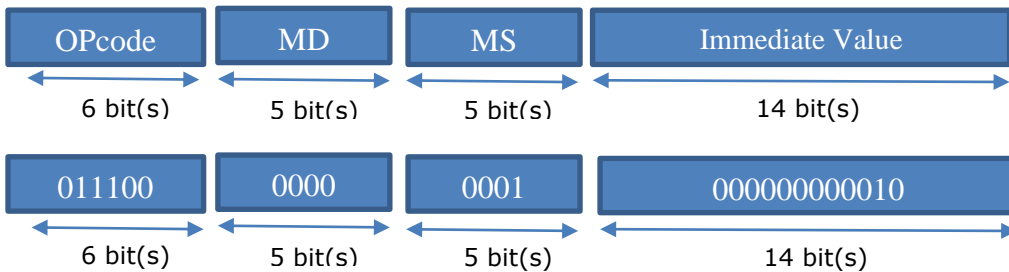 OPcode MD MS Immediate Value
6 bit(s) 5 bit(s) 5 bit(s) 14 bit(s)
011100 0000 0001 000000000010
6 bit(s) 5 bit(s) 5 bit(s) 14 bit(s)